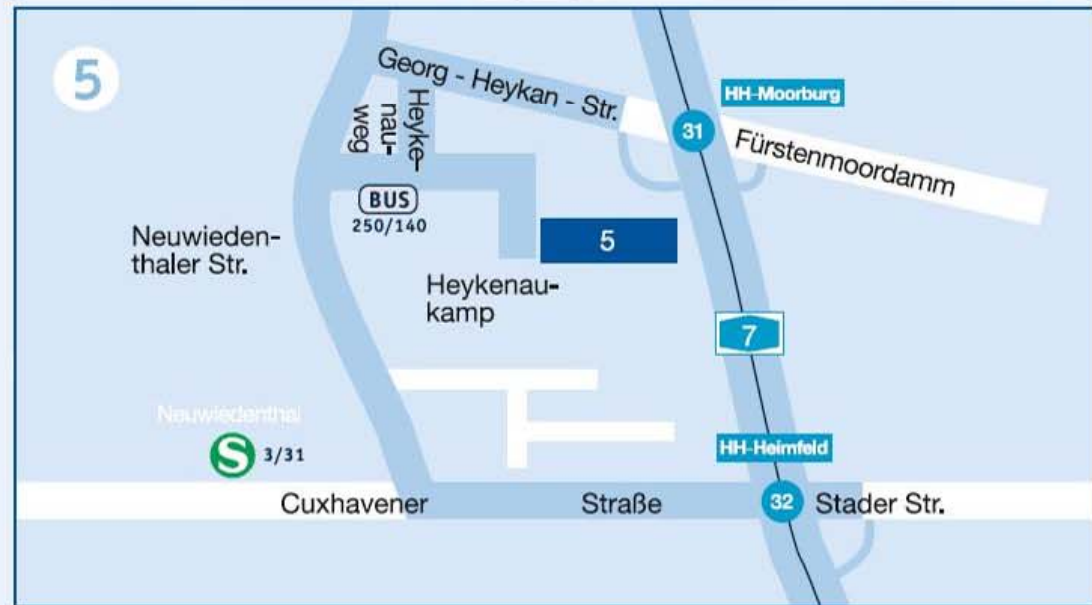 5
Georg - Heykan - Str.
HH-Moorburg
31
Fürstenmoordamm
Heyke-
nau-
weg
BUS
250/140
5
Neuwieden-
thaler Str.
Heykenau-
kamp
7
Neuwiedenthal
S 3/31
HH-Heimfeld
Cuxhavener Straße
32
Stader Str.